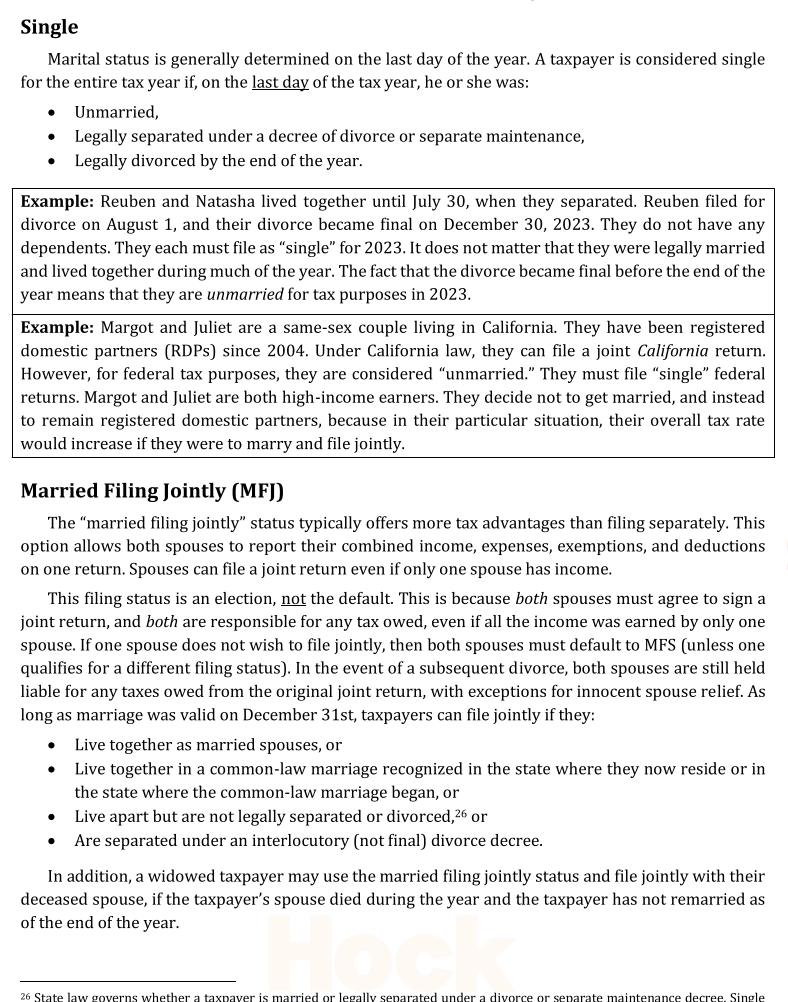 Single
Marital status is generally determined on the last day of the year. A taxpayer is considered single
for the entire tax year if, on the last day of the tax year, he or she was:
• Unmarried,
• Legally separated under a decree of divorce or separate maintenance,
• Legally divorced by the end of the year.
Example: Reuben and Natasha lived together until July 30, when they separated. Reuben filed for
divorce on August 1, and their divorce became final on December 30, 2023. They do not have any
dependents. They each must file as “single” for 2023. It does not matter that they were legally married
and lived together during much of the year. The fact that the divorce became final before the end of the
year means that they are unmarried for tax purposes in 2023.
Example: Margot and Juliet are a same-sex couple living in California. They have been registered
domestic partners (RDPs) since 2004. Under California law, they can file a joint California return.
However, for federal tax purposes, they are considered “unmarried.” They must file “single” federal
returns. Margot and Juliet are both high-income earners. They decide not to get married, and instead
to remain registered domestic partners, because in their particular situation, their overall tax rate
would increase if they were to marry and file jointly.
Married Filing Jointly (MFJ)
The “married filing jointly” status typically offers more tax advantages than filing separately. This
option allows both spouses to report their combined income, expenses, exemptions, and deductions
on one return. Spouses can file a joint return even if only one spouse has income.
This filing status is an election, not the default. This is because both spouses must agree to sign a
joint return, and both are responsible for any tax owed, even if all the income was earned by only one
spouse. If one spouse does not wish to file jointly, then both spouses must default to MFS (unless one
qualifies for a different filing status). In the event of a subsequent divorce, both spouses are still held
liable for any taxes owed from the original joint return, with exceptions for innocent spouse relief. As
long as marriage was valid on December 31st, taxpayers can file jointly if they:
• Live together as married spouses, or
• Live together in a common-law marriage recognized in the state where they now reside or in
the state where the common-law marriage began, or
• Live apart but are not legally separated or divorced,26 or
• Are separated under an interlocutory (not final) divorce decree.
In addition, a widowed taxpayer may use the married filing jointly status and file jointly with their
deceased spouse, if the taxpayer’s spouse died during the year and the taxpayer has not remarried as
of the end of the year.
Hock
26 State law governs whether a taxpayer is married or legally separated under a divorce or separate maintenance decree. Single